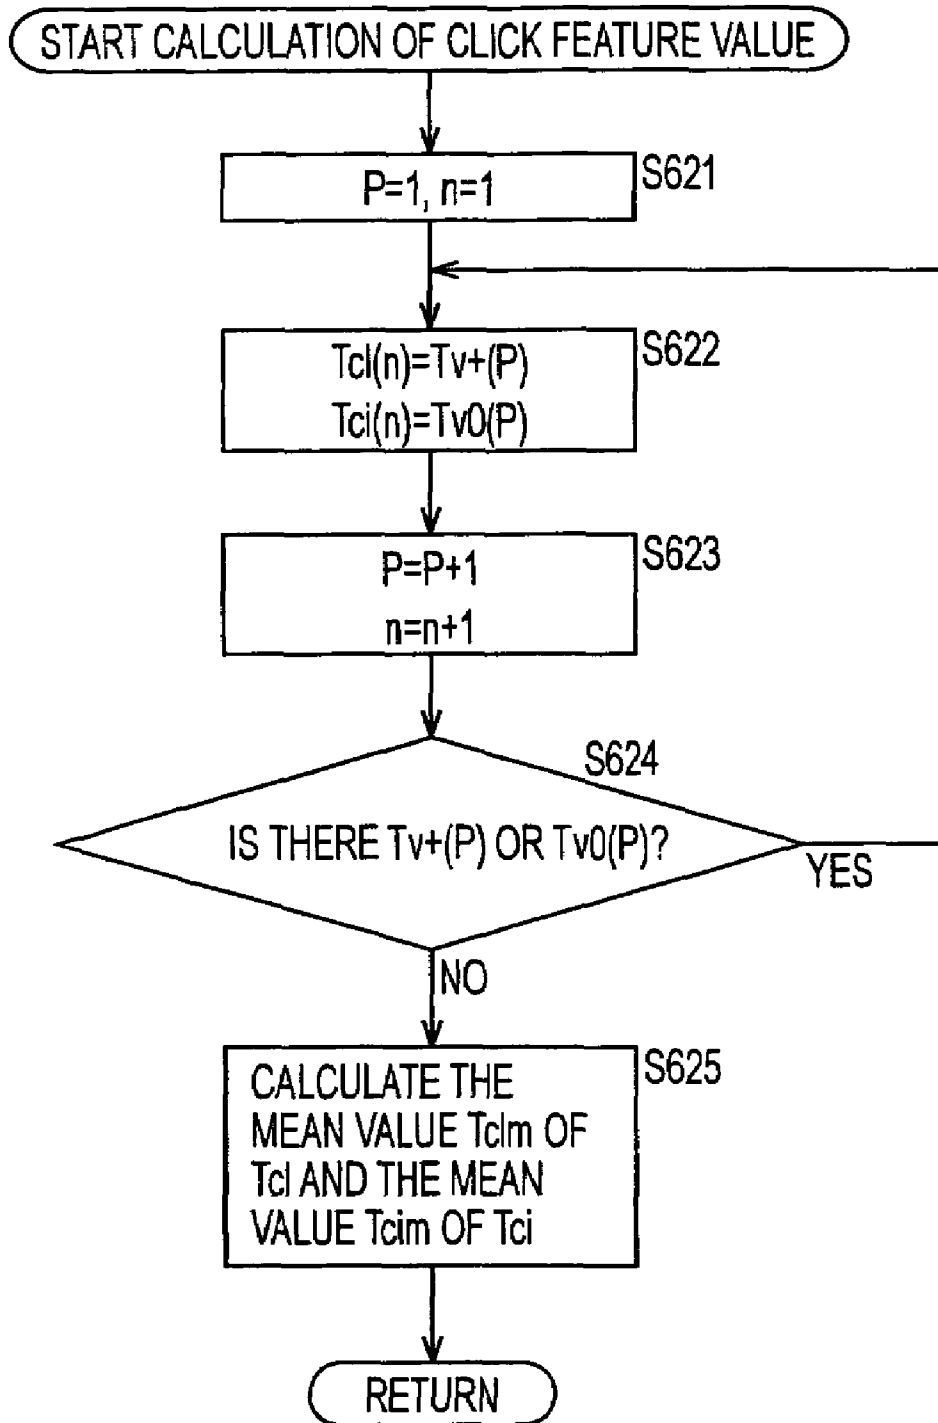 START CALCULATION OF CLICK FEATURE VALUE
P=1, n=1
S621
Tcl(n)=Tv+(P)
Tci(n)=Tv0(P)
S622
P=P+1
n=n+1
S623
S624
IS THERE Tv+(P) OR Tv0(P)?
YES
NO
CALCULATE THE
MEAN VALUE Tclm OF
Tcl AND THE MEAN
VALUE Tcim OF Tci
S625
RETURN